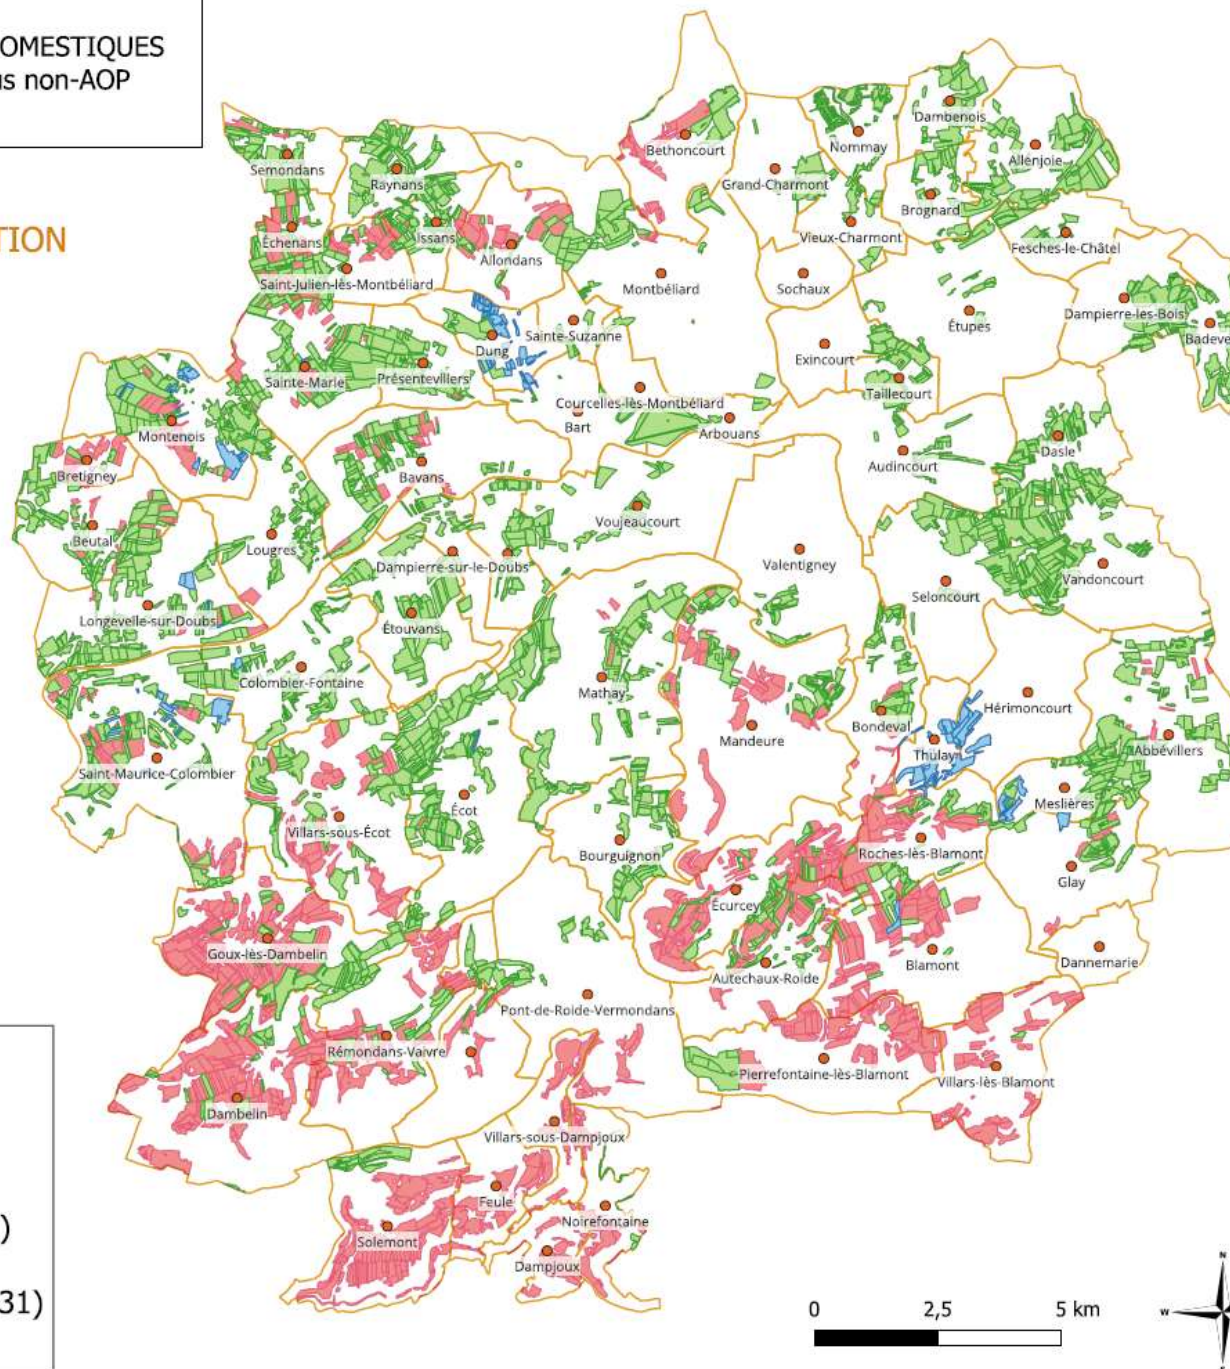 OMESTIQUES
us non-AOP
TION
Dambenois
Nommay
Bethoncourt
Allenjoie
Semondans
Raynans
Grand-Charmont
Brognard
Vieux-Charmont
Fesches-le-Châtel
Échenans
Issans
Allondans
Saint-Julien-lès-Montbéliard
Montbéliard
Sochaux
Dampierre-les-Bois
Étupes
Badeve
Sainte-Suzanne
Dung
Exincourt
Sainte-Marie
Présentevillers
Taillecourt
Courcelles-lès-Montbéliard
Bart
Arbouans
Montenois
Dasle
Audincourt
Bretigney
Bavans
Voujeaucourt
Beutal
Lougres
Dampierre-sur-le-Doubs
Valentigney
Vandoncourt
Seloncourt
Longevelle-sur-Doubs
Étouvans
Colombier-Fontaine
Mathay
Hérimoncourt
Bondeval
Mandeure
Thulay
Abbévillers
Saint-Maurice-Colombier
Meslières
Écot
Villars-sous-Écot
Bourguignon
Roches-lès-Blamont
Glay
Écurcey
Goux-lès-Dambelin
Dannemarie
Blamont
Autechaux-Roide
Pont-de-Roide-Vermondans
Rémondans-Vaivre
Pierrefontaine-lès-Blamont
Villars-lès-Blamont
Dambelin
Villars-sous-Dampjoux
Feule
Noirefontaine
Solemont
Dampjoux
)
31)
0 2,5 5 km
N
W